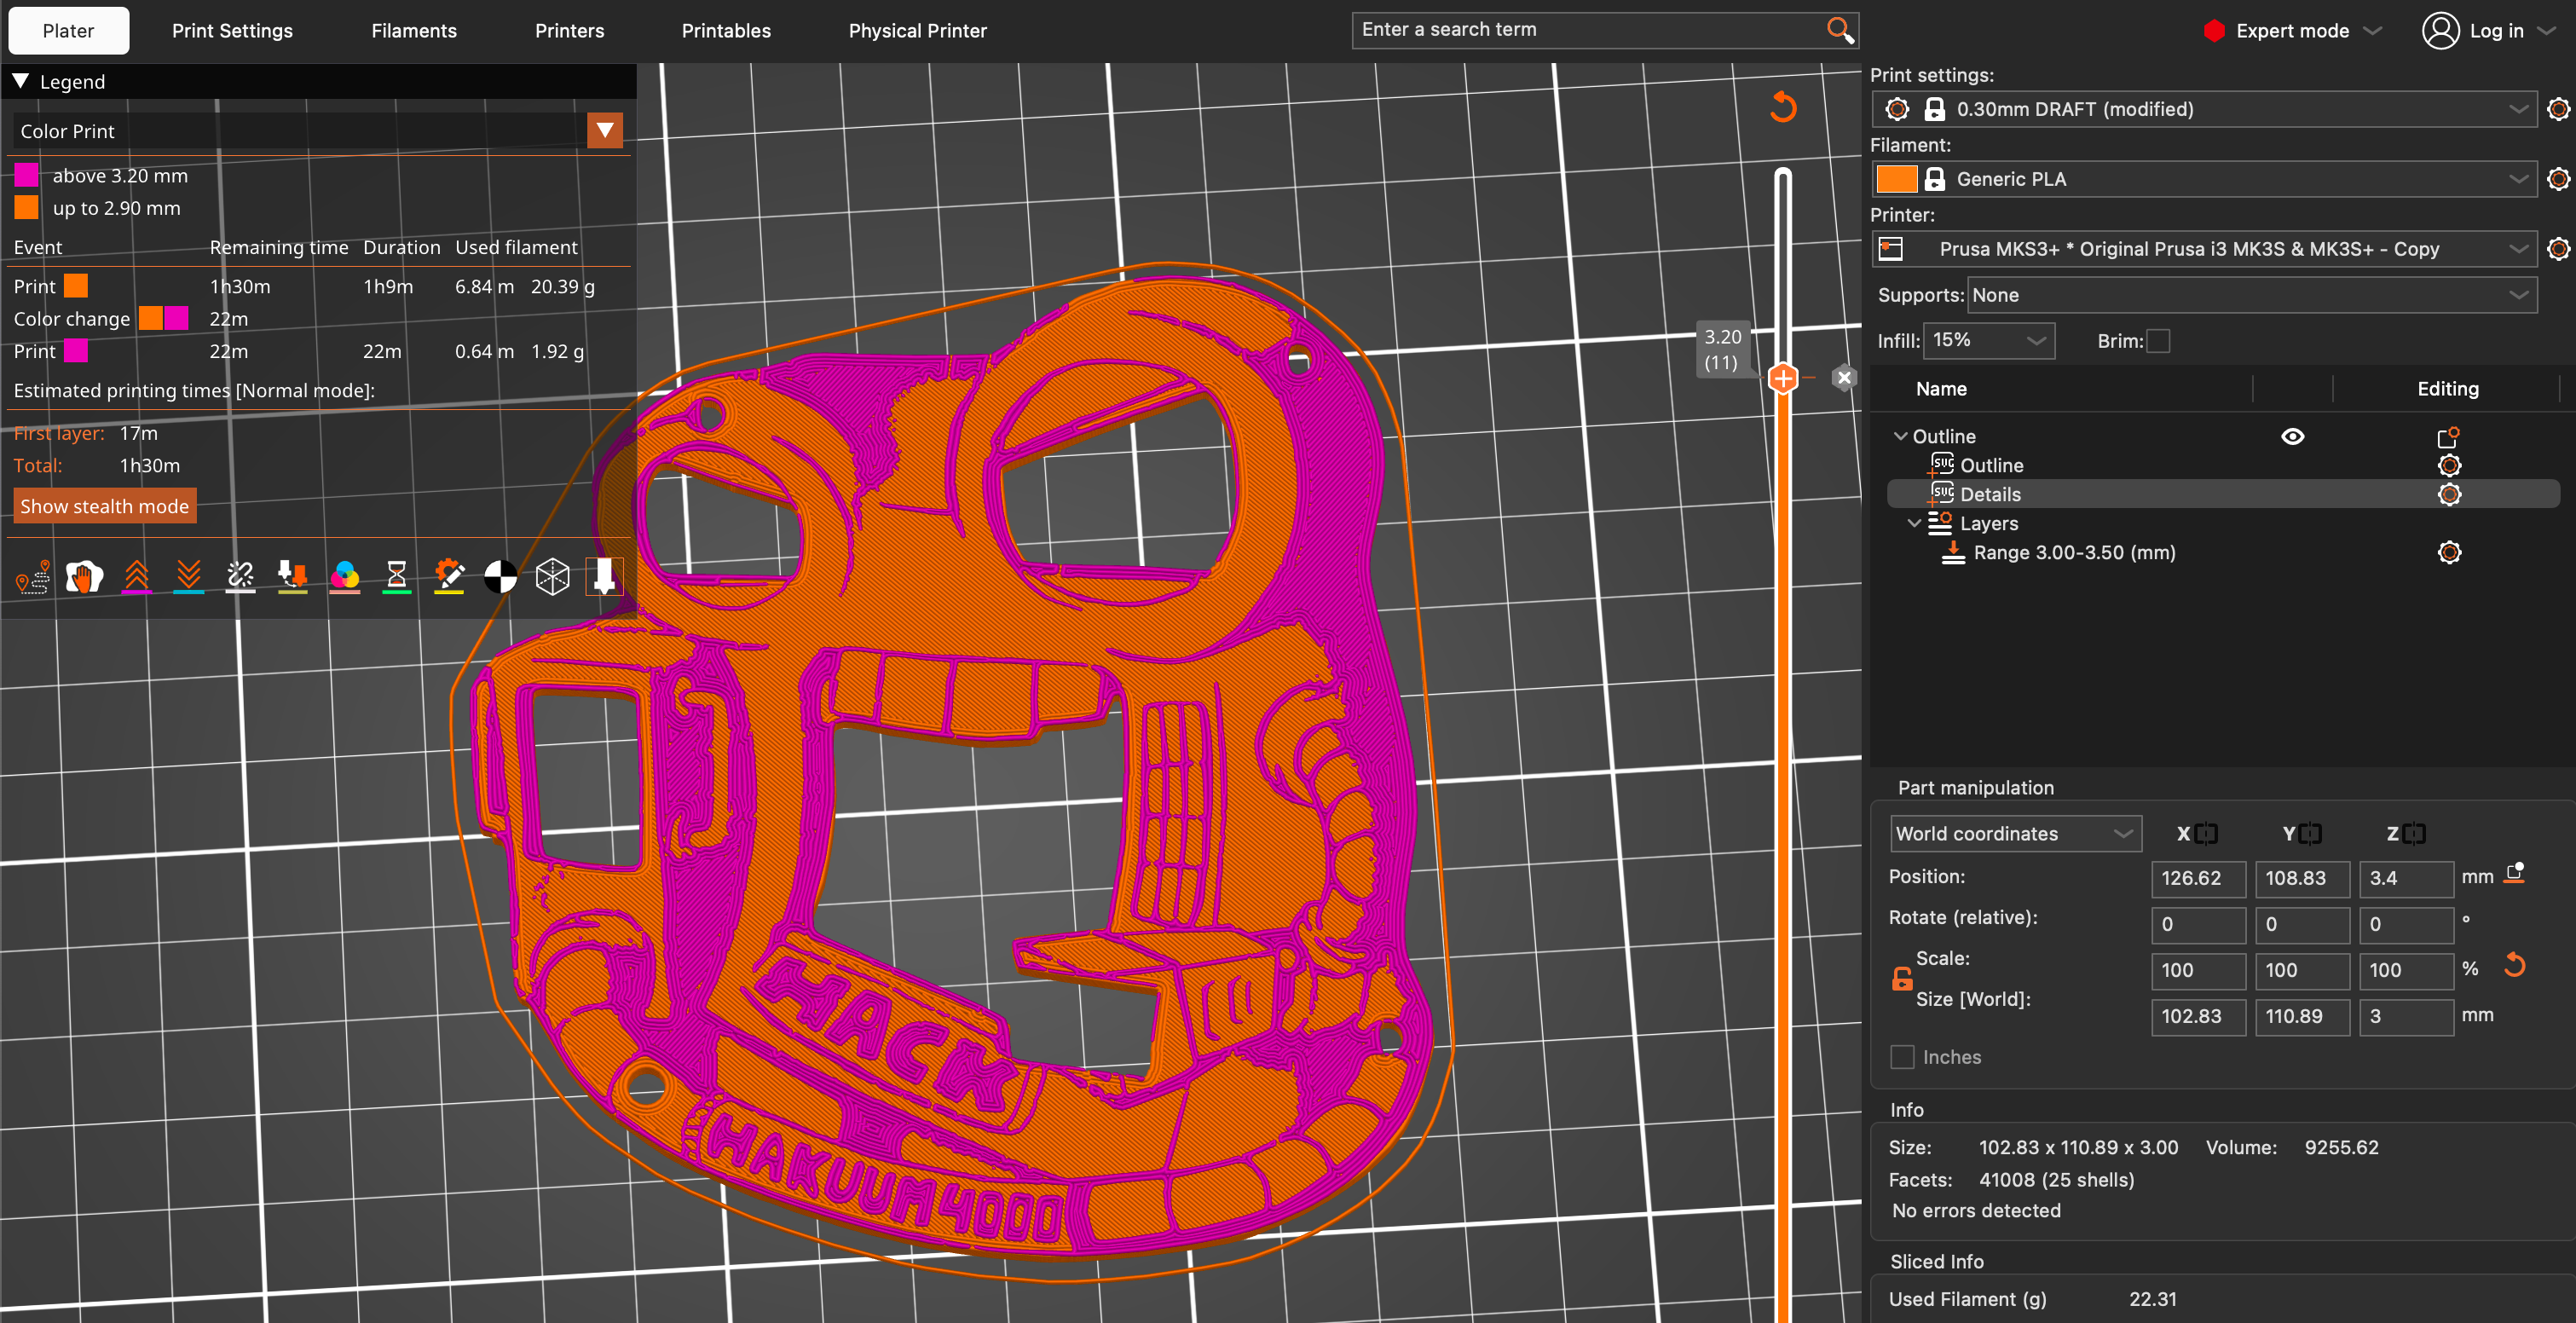 Plater
Print Settings
Filaments
Printers
Printables
Physical Printer
Enter a search term
Expert mode
Log in
Legend
Color Print
above 3.20 mm
up to 2.90 mm
Event Remaining time Duration Used filament
Print 1h30m 1h9m 6.84 m 20.39 g
Color change 22m
Print 22m 22m 0.64 m 1.92 g
Estimated printing times [Normal mode]:
First layer: 17m
Total: 1h30m
Show stealth mode
3.20
(11)
HACK
HAKUUM4000
Print settings:
0.30mm DRAFT (modified)
Filament:
Generic PLA
Printer:
Prusa MKS3+ * Original Prusa i3 MK3S & MK3S+ - Copy
Supports: None
Infill: 15% Brim:
Name Editing
Outline
SVG Outline
SVG Details
Layers
Range 3.00-3.50 (mm)
Part manipulation
World coordinates X Y Z
Position: 126.62 108.83 3.4 mm
Rotate (relative): 0 0 0 °
Scale: 100 100 100 %
Size [World]: 102.83 110.89 3 mm
Inches
Info
Size: 102.83 x 110.89 x 3.00 Volume: 9255.62
Facets: 41008 (25 shells)
No errors detected
Sliced Info
Used Filament (g) 22.31